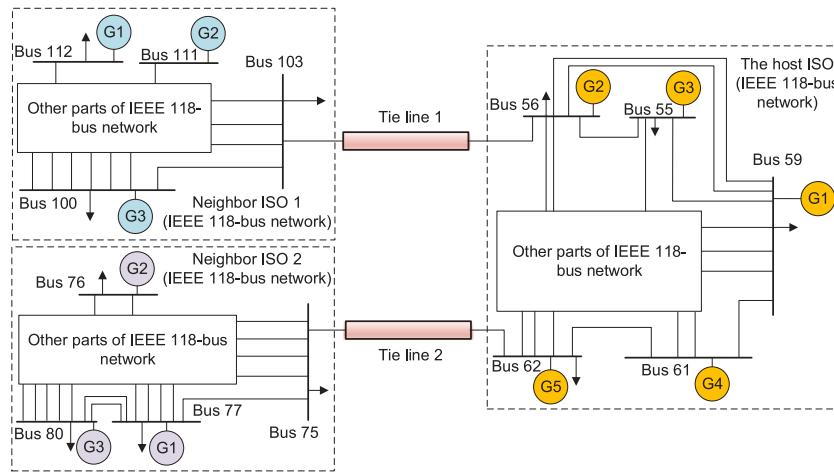 G1
G2
Bus 112
Bus 111
Bus 103
Other parts of IEEE 118-
bus network
Bus 100
G3
Neighbor ISO 1
(IEEE 118-bus network)
Tie line 1
The host ISO
(IEEE 118-bus
network)
Bus 56
G2
Bus 55
G3
Bus 59
G1
Other parts of IEEE 118-
bus network
Bus 62
G5
Bus 61
G4
Neighbor ISO 2
(IEEE 118-bus network)
G2
Bus 76
Other parts of IEEE 118-bus
network
Bus 80
G3
G1
Bus 77
Bus 75
Tie line 2